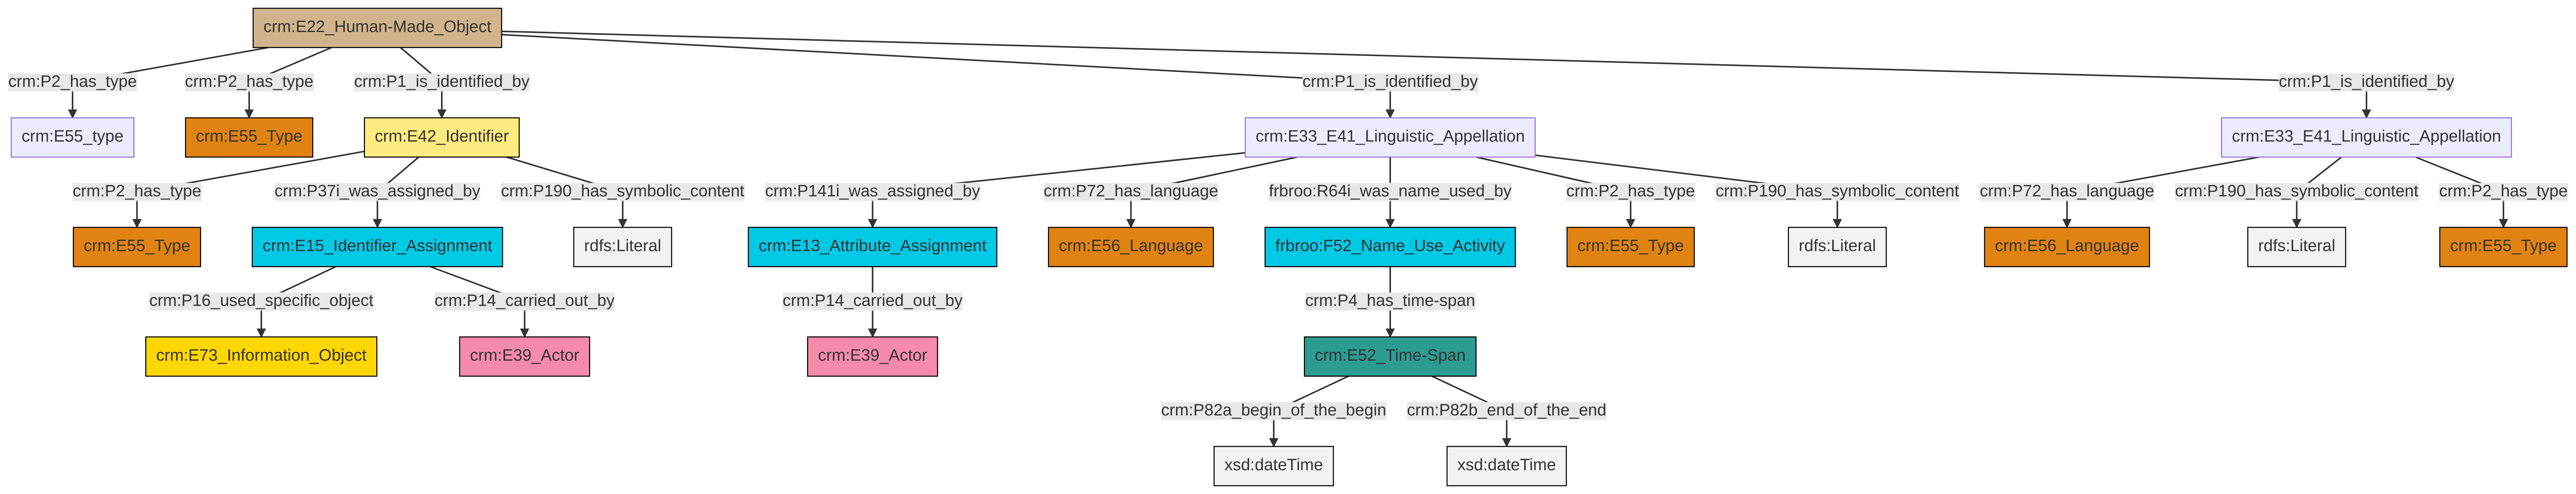 crm:E22_Human-Made_Object
crm:P2_has_type
crm:P2_has_type
crm:P1_is_identified_by
crm:P1_is_identified_by
crm:P1_is_identified_by
crm:E55_type
crm:E55_Type
crm:E42_Identifier
crm:E33_E41_Linguistic_Appellation
crm:E33_E41_Linguistic_Appellation
crm:P2_has_type
crm:P37i_was_assigned_by
crm:P190_has_symbolic_content
crm:P141i_was_assigned_by
crm:P72_has_language
frbroo:R64i_was_name_used_by
crm:P2_has_type
crm:P190_has_symbolic_content
crm:P72_has_language
crm:P190_has_symbolic_content
crm:P2_has_type
crm:E55_Type
crm:E15_Identifier_Assignment
rdfs:Literal
crm:E13_Attribute_Assignment
crm:E56_Language
frbroo:F52_Name_Use_Activity
crm:E55_Type
rdfs:Literal
crm:E56_Language
rdfs:Literal
crm:E55_Type
crm:P16_used_specific_object
crm:P14_carried_out_by
crm:P14_carried_out_by
crm:P4_has_time-span
crm:E73_Information_Object
crm:E39_Actor
crm:E39_Actor
crm:E52_Time-Span
crm:P82a_begin_of_the_begin
crm:P82b_end_of_the_end
xsd:dateTime
xsd:dateTime